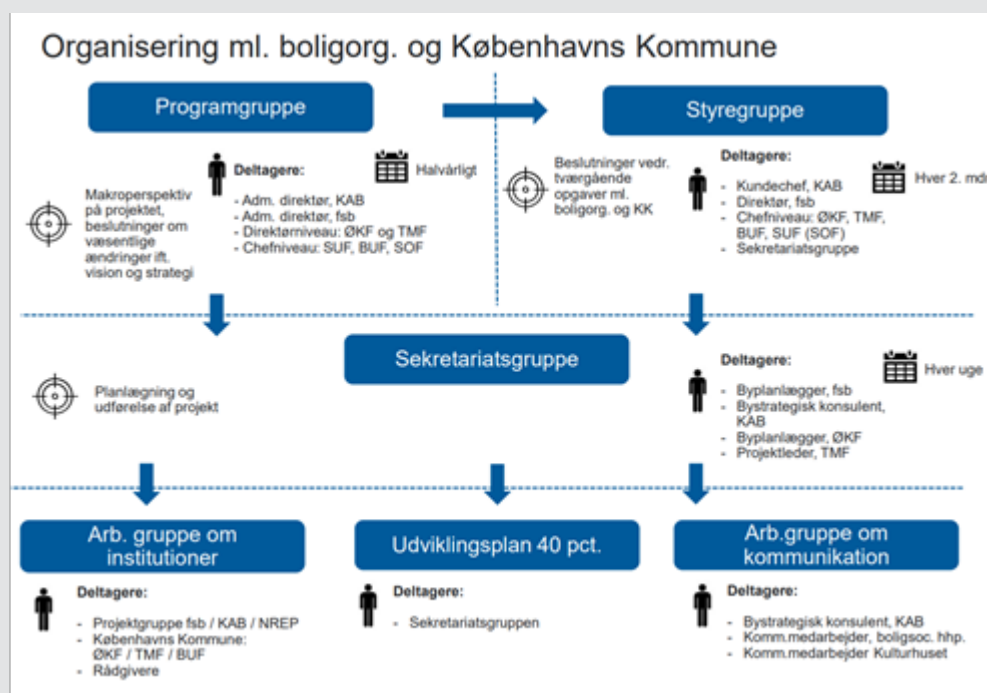 Organisering ml. boligorg. og Københavns Kommune
Programgruppe
Makroperspektiv
på projektet,
beslutninger om
væsentlige
ændringer ift.
vision og strategi
Deltagere:
- Adm. direktør, KAB
- Adm. direktør, fsb
- Direktørniveau: ØKF og TMF
- Chefniveau: SUF, BUF, SOF
Halvårligt
Styregruppe
Beslutninger vedr.
tværgående
opgaver ml.
boligorg. og KK
Deltagere:
- Kundechef, KAB
- Direktør, fsb
- Chefniveau: ØKF, TMF,
BUF, SUF (SOF)
- Sekretariatsgruppe
Hver 2. mdr
Sekretariatsgruppe
Planlægning og
udførelse af projekt
Deltagere:
- Byplanlægger, fsb
- Bystrategisk konsulent,
KAB
- Byplanlægger, ØKF
- Projektleder, TMF
Hver uge
Arb. gruppe om
institutioner
Deltagere:
- Projektgruppe fsb / KAB / NREP
- Københavns Kommune:
ØKF / TMF / BUF
- Rådgivere
Udviklingsplan 40 pct.
Deltagere:
- Sekretariatsgruppen
Arb.gruppe om
kommunikation
Deltagere:
- Bystrategisk konsulent, KAB
- Komm.medarbejder, boligsoc. hhp.
- Komm.medarbejder Kulturhuset